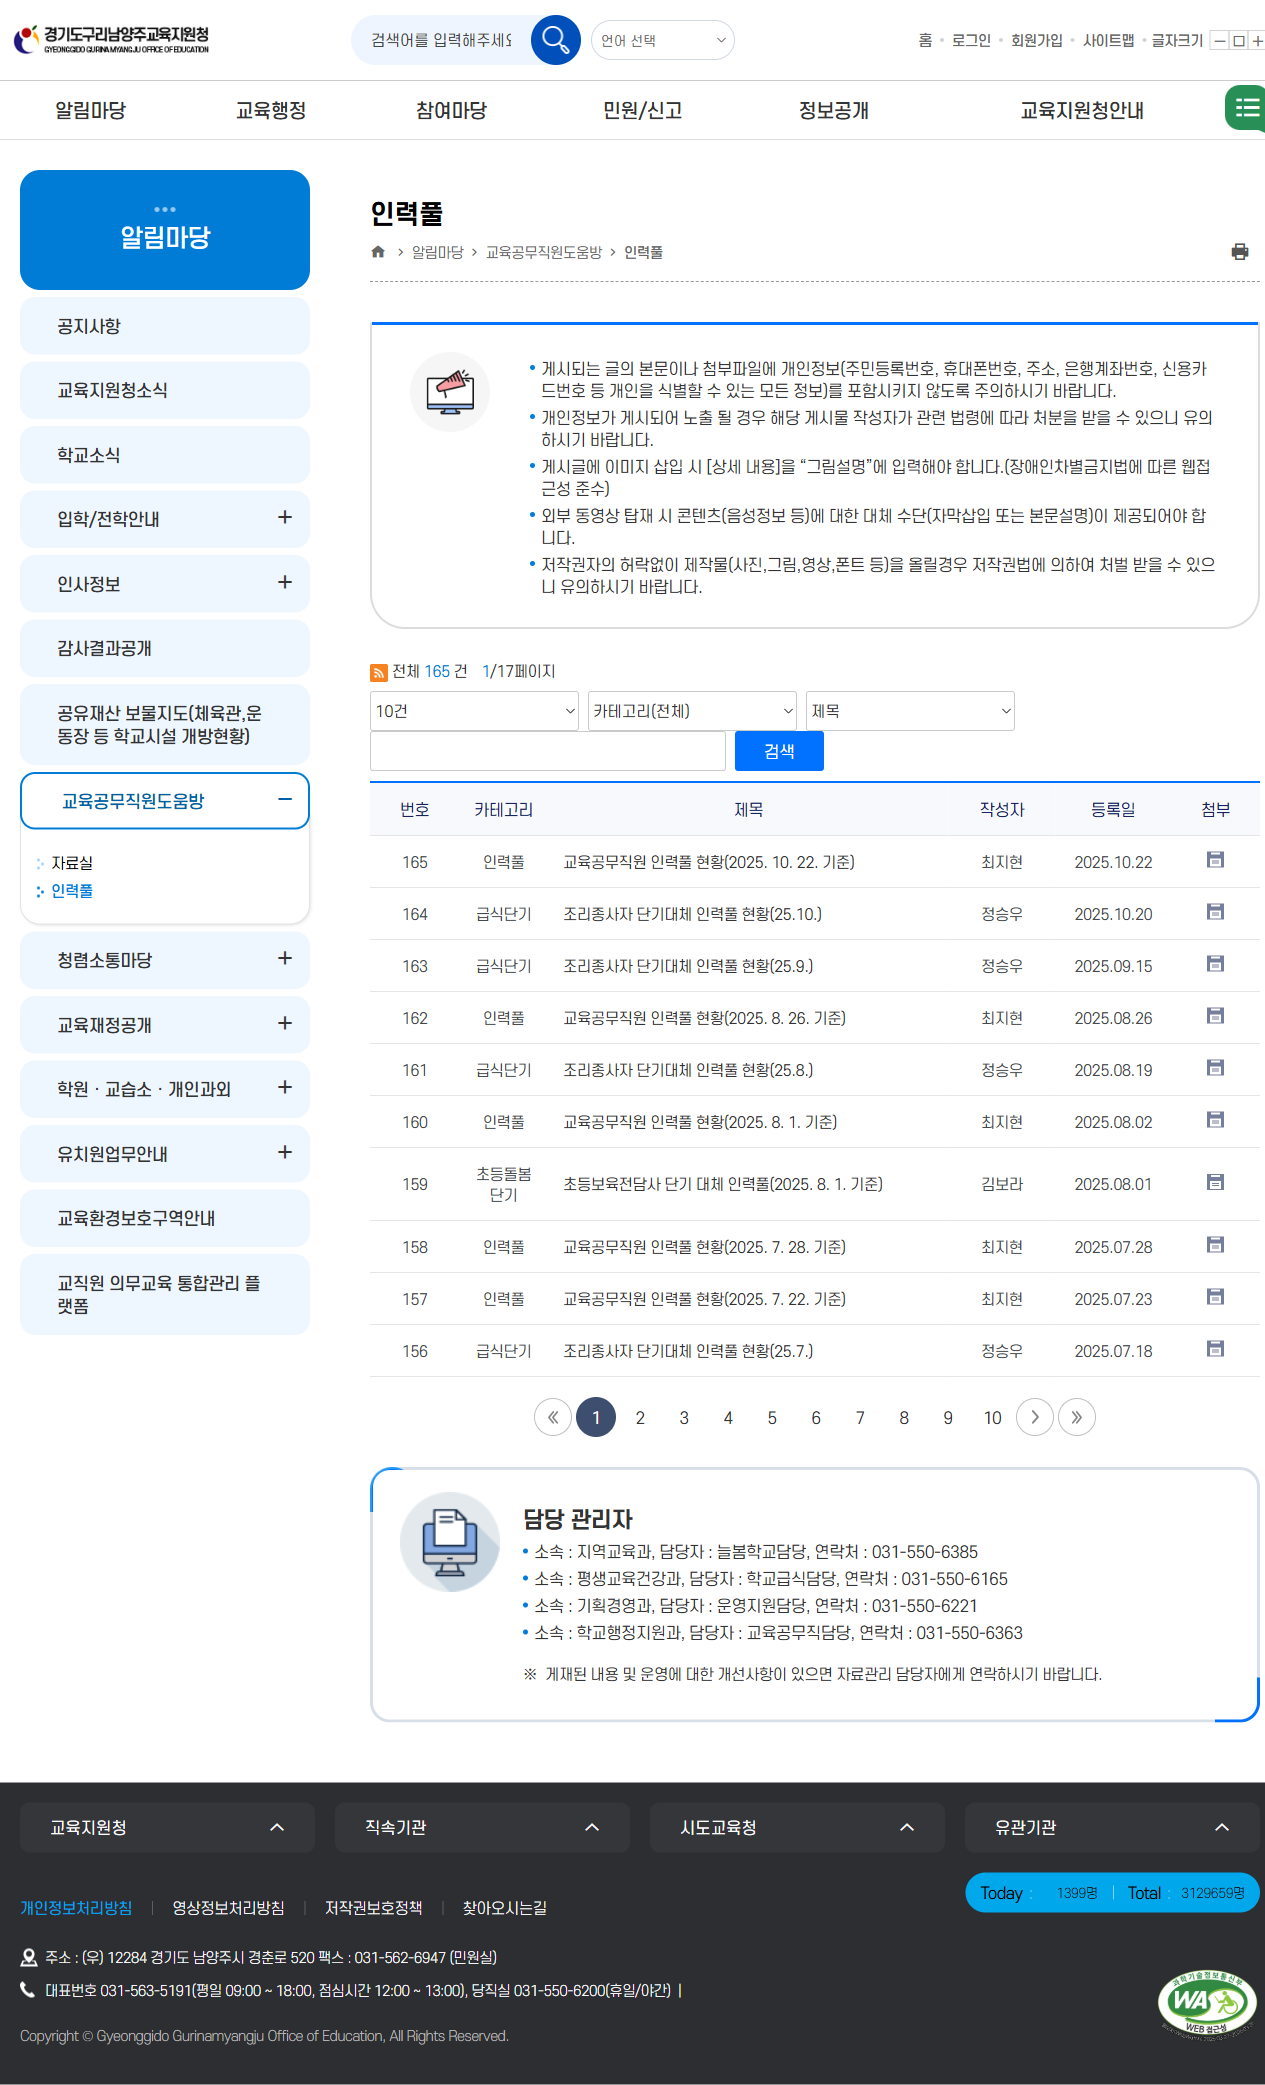 경기도구리남양주교육지원청
GYEONGGIDO GURINAMYANGJU OFFICE OF EDUCATION
검색어를 입력해주세요
언어 선택
홈 로그인 회원가입 사이트맵 글자크기
알림마당 교육행정 참여마당 민원/신고 정보공개 교육지원청안내
알림마당
공지사항
교육지원청소식
학교소식
입학/전학안내
인사정보
감사결과공개
공유재산 보물지도(체육관,운
동장 등 학교시설 개방현황)
교육공무직원도움방
자료실
인력풀
청렴소통마당
교육재정공개
학원ㆍ교습소ㆍ개인과외
유치원업무안내
교육환경보호구역안내
교직원 의무교육 통합관리 플
랫폼
인력풀
> 알림마당 > 교육공무직원도움방 > 인력풀
게시되는 글의 본문이나 첨부파일에 개인정보(주민등록번호, 휴대폰번호, 주소, 은행계좌번호, 신용카
드번호 등 개인을 식별할 수 있는 모든 정보)를 포함시키지 않도록 주의하시기 바랍니다.
개인정보가 게시되어 노출 될 경우 해당 게시물 작성자가 관련 법령에 따라 처분을 받을 수 있으니 유의
하시기 바랍니다.
게시글에 이미지 삽입 시 [상세 내용]을 “그림설명”에 입력해야 합니다.(장애인차별금지법에 따른 웹접
근성 준수)
외부 동영상 탑재 시 콘텐츠(음성정보 등)에 대한 대체 수단(자막삽입 또는 본문설명)이 제공되어야 합
니다.
저작권자의 허락없이 제작물(사진,그림,영상,폰트 등)을 올릴경우 저작권법에 의하여 처벌 받을 수 있으
니 유의하시기 바랍니다.
전체 165 건 1/17페이지
10건 카테고리(전체) 제목
검색
번호 카테고리 제목 작성자 등록일 첨부
165 인력풀 교육공무직원 인력풀 현황(2025. 10. 22. 기준) 최지현 2025.10.22
164 급식단기 조리종사자 단기대체 인력풀 현황(25.10.) 정승우 2025.10.20
163 급식단기 조리종사자 단기대체 인력풀 현황(25.9.) 정승우 2025.09.15
162 인력풀 교육공무직원 인력풀 현황(2025. 8. 26. 기준) 최지현 2025.08.26
161 급식단기 조리종사자 단기대체 인력풀 현황(25.8.) 정승우 2025.08.19
160 인력풀 교육공무직원 인력풀 현황(2025. 8. 1. 기준) 최지현 2025.08.02
159 초등돌봄단기 초등보육전담사 단기 대체 인력풀(2025. 8. 1. 기준) 김보라 2025.08.01
158 인력풀 교육공무직원 인력풀 현황(2025. 7. 28. 기준) 최지현 2025.07.28
157 인력풀 교육공무직원 인력풀 현황(2025. 7. 22. 기준) 최지현 2025.07.23
156 급식단기 조리종사자 단기대체 인력풀 현황(25.7.) 정승우 2025.07.18
1 2 3 4 5 6 7 8 9 10
담당 관리자
소속 : 지역교육과, 담당자 : 늘봄학교담당, 연락처 : 031-550-6385
소속 : 평생교육건강과, 담당자 : 학교급식담당, 연락처 : 031-550-6165
소속 : 기획경영과, 담당자 : 운영지원담당, 연락처 : 031-550-6221
소속 : 학교행정지원과, 담당자 : 교육공무직담당, 연락처 : 031-550-6363
※ 게재된 내용 및 운영에 대한 개선사항이 있으면 자료관리 담당자에게 연락하시기 바랍니다.
교육지원청 직속기관 시도교육청 유관기관
개인정보처리방침 영상정보처리방침 저작권보호정책 찾아오시는길
Today : 1399명 Total : 3129659명
주소 : (우) 12284 경기도 남양주시 경춘로 520 팩스 : 031-562-6947 (민원실)
대표번호 031-563-5191(평일 09:00 ~ 18:00, 점심시간 12:00 ~ 13:00), 당직실 031-550-6200(휴일/야간) |
Copyright © Gyeonggido Gurinamyangju Office of Education, All Rights Reserved.
과학기술정보통신부
WA
WEB 접근성